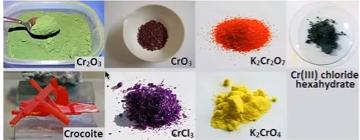 Cr₂O₃
CrO₃
K₂Cr₂O₇
Cr(III) chloride
hexahydrate
Crocoite
CrCl₃
K₂CrO₄